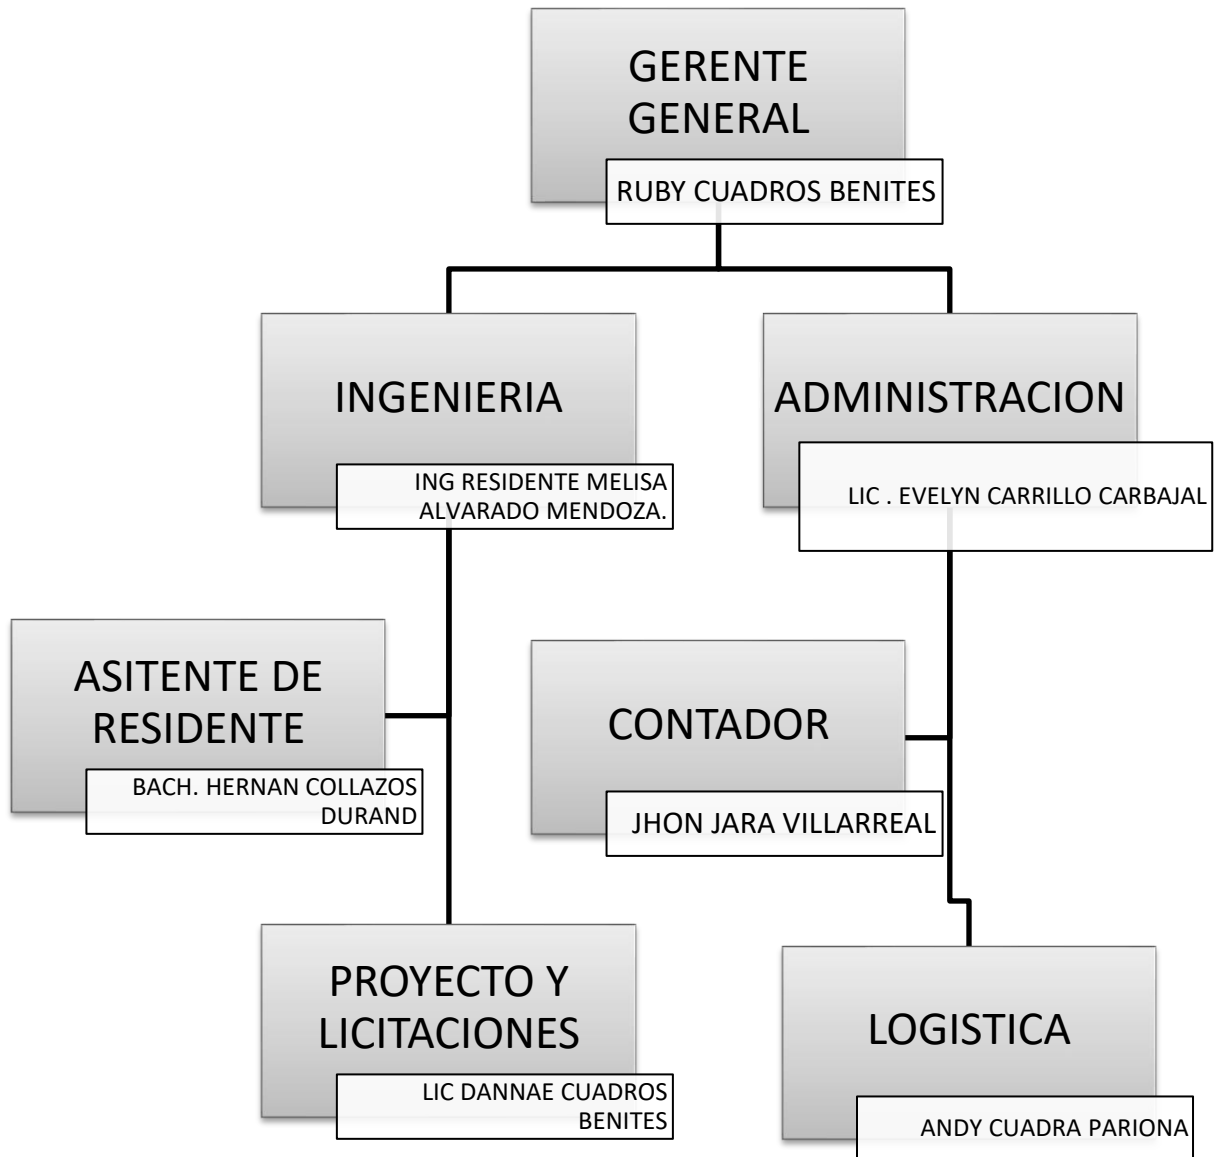 GERENTE
GENERAL
RUBY CUADROS BENITES
INGENIERIA
ING RESIDENTE MELISA
ALVARADO MENDOZA.
ADMINISTRACION
LIC . EVELYN CARRILLO CARBAJAL
ASITENTE DE
RESIDENTE
BACH. HERNAN COLLAZOS
DURAND
CONTADOR
JHON JARA VILLARREAL
PROYECTO Y
LICITACIONES
LIC DANNAE CUADROS
BENITES
LOGISTICA
ANDY CUADRA PARIONA